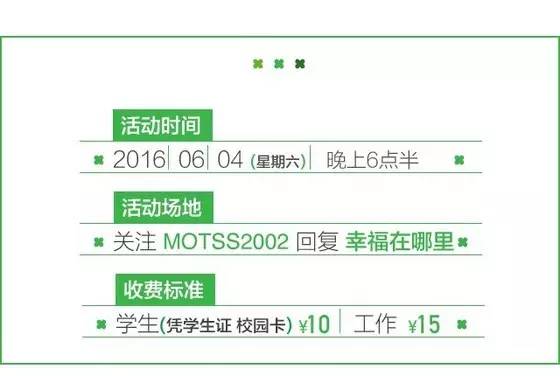 活动时间
2016 06 04 (星期六) 晚上6点半
活动场地
关注 MOTSS2002 回复 幸福在哪里
收费标准
学生(凭学生证 校园卡) ¥10 工作 ¥15